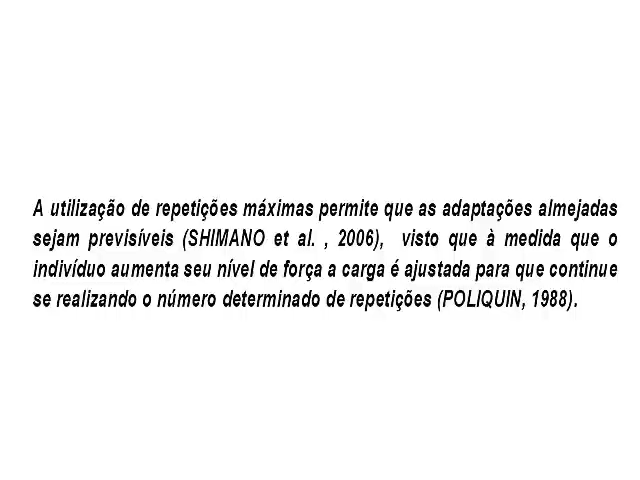 A utilização de repetições máximas permite que as adaptações almejadas
sejam previsíveis (SHIMANO et al. , 2006),  visto que à medida que o
indivíduo aumenta seu nível de força a carga é ajustada para que continue
se realizando o número determinado de repetições (POLIQUIN, 1988).